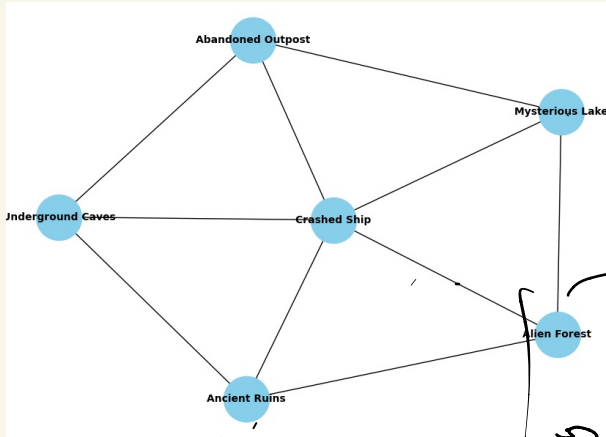 Abandoned Outpost
Mysterious Lake
Underground Caves
Crashed Ship
Alien Forest
Ancient Ruins